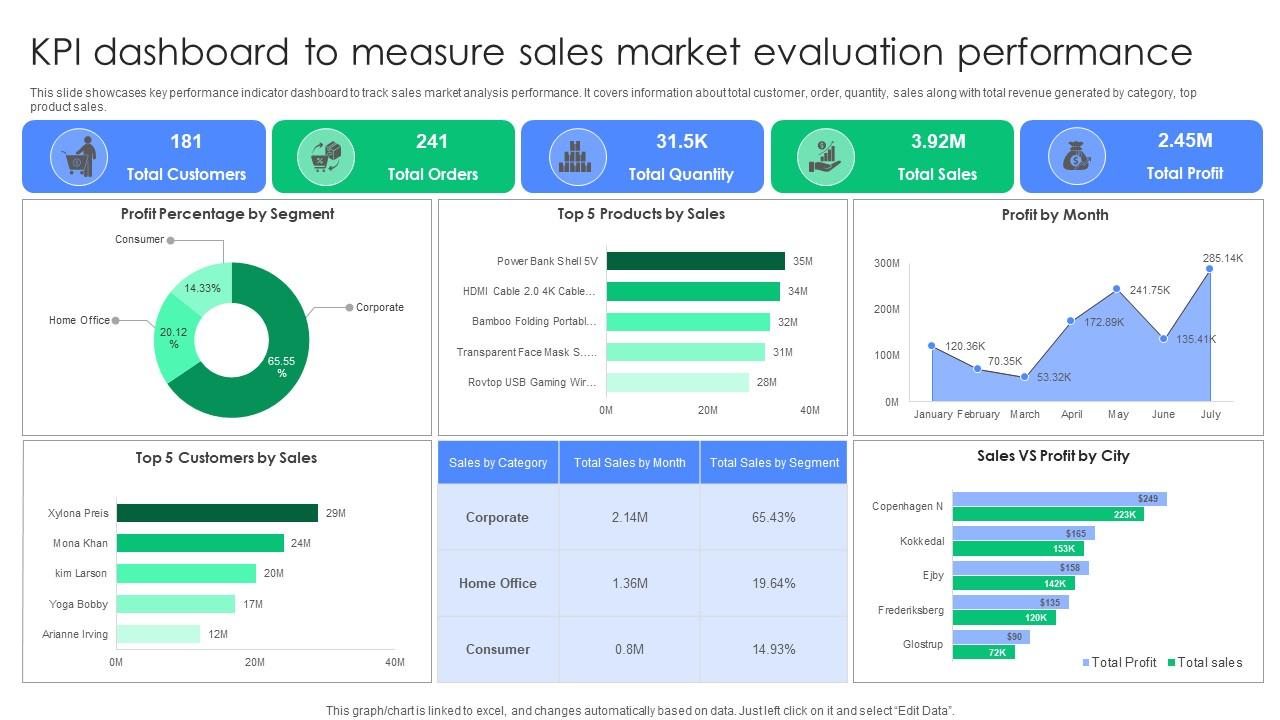 KPI dashboard to measure sales market evaluation performance
This slide showcases key performance indicator dashboard to track sales market analysis performance. It covers information about total customer, order, quantity, sales along with total revenue generated by category, top
product sales.
181
Total Customers
241
Total Orders
31.5K
Total Quantity
3.92M
Total Sales
2.45M
Total Profit
Profit Percentage by Segment
Consumer
14.33%
Home Office
20.12
%
Corporate
65.55
%
Top 5 Products by Sales
Power Bank Shell 5V 35M
HDMI Cable 2.0 4K Cable... 34M
Bamboo Folding Portabl... 32M
Transparent Face Mask S..... 31M
Rovtop USB Gaming Wir... 28M
0M 20M 40M
Profit by Month
300M
200M
100M
0M
120.36K
70.35K
53.32K
172.89K
241.75K
135.41K
285.14K
January February March April May June July
Top 5 Customers by Sales
Xylona Preis 29M
Mona Khan 24M
kim Larson 20M
Yoga Bobby 17M
Arianne Irving 12M
0M 20M 40M
Sales by Category Total Sales by Month Total Sales by Segment
Corporate 2.14M 65.43%
Home Office 1.36M 19.64%
Consumer 0.8M 14.93%
Sales VS Profit by City
Copenhagen N
$249
223K
Kokkedal
$165
153K
Ejby
$158
142K
Frederiksberg
$135
120K
Glostrup
$90
72K
Total Profit Total sales
This graph/chart is linked to excel, and changes automatically based on data. Just left click on it and select “Edit Data”.